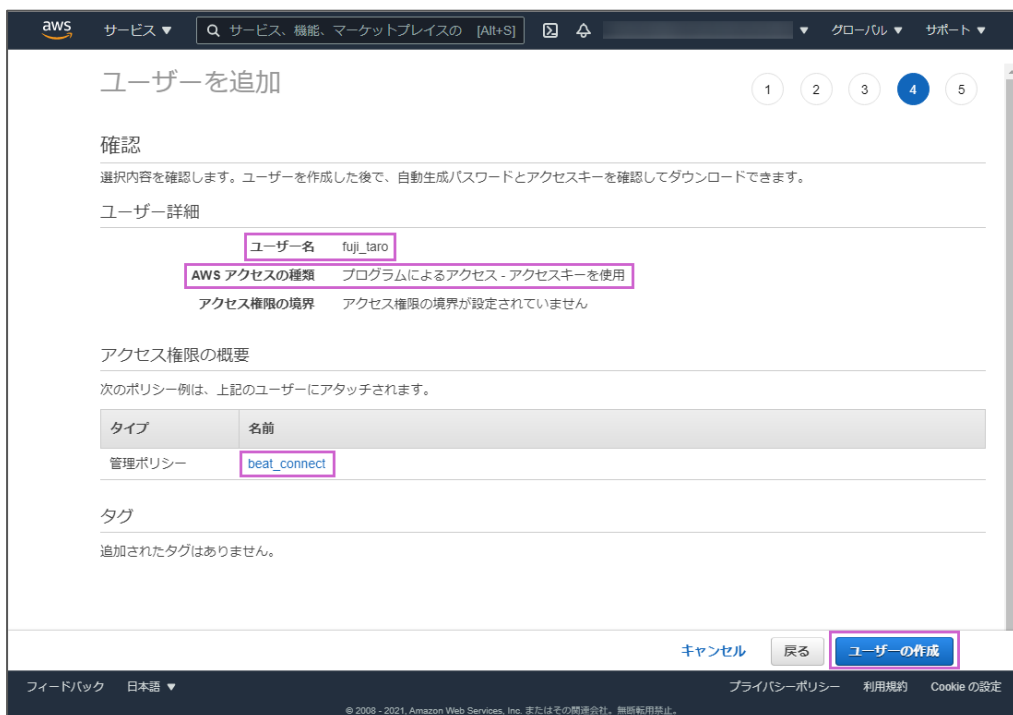 aws サービス ▼ サービス、機能、マーケットプレイスの [Alt+S] ▼ グローバル ▼ サポート ▼
ユーザーを追加 1 2 3 4 5
確認
選択内容を確認します。ユーザーを作成した後で、自動生成パスワードとアクセスキーを確認してダウンロードできます。
ユーザー詳細
ユーザー名 fuji_taro
AWS アクセスの種類 プログラムによるアクセス - アクセスキーを使用
アクセス権限の境界 アクセス権限の境界が設定されていません
アクセス権限の概要
次のポリシー例は、上記のユーザーにアタッチされます。
タイプ 名前
管理ポリシー beat_connect
タグ
追加されたタグはありません。
キャンセル 戻る ユーザーの作成
フィードバック 日本語 ▼ プライバシーポリシー 利用規約 Cookie の設定
© 2008 - 2021, Amazon Web Services, Inc. またはその関連会社。無断転用禁止。